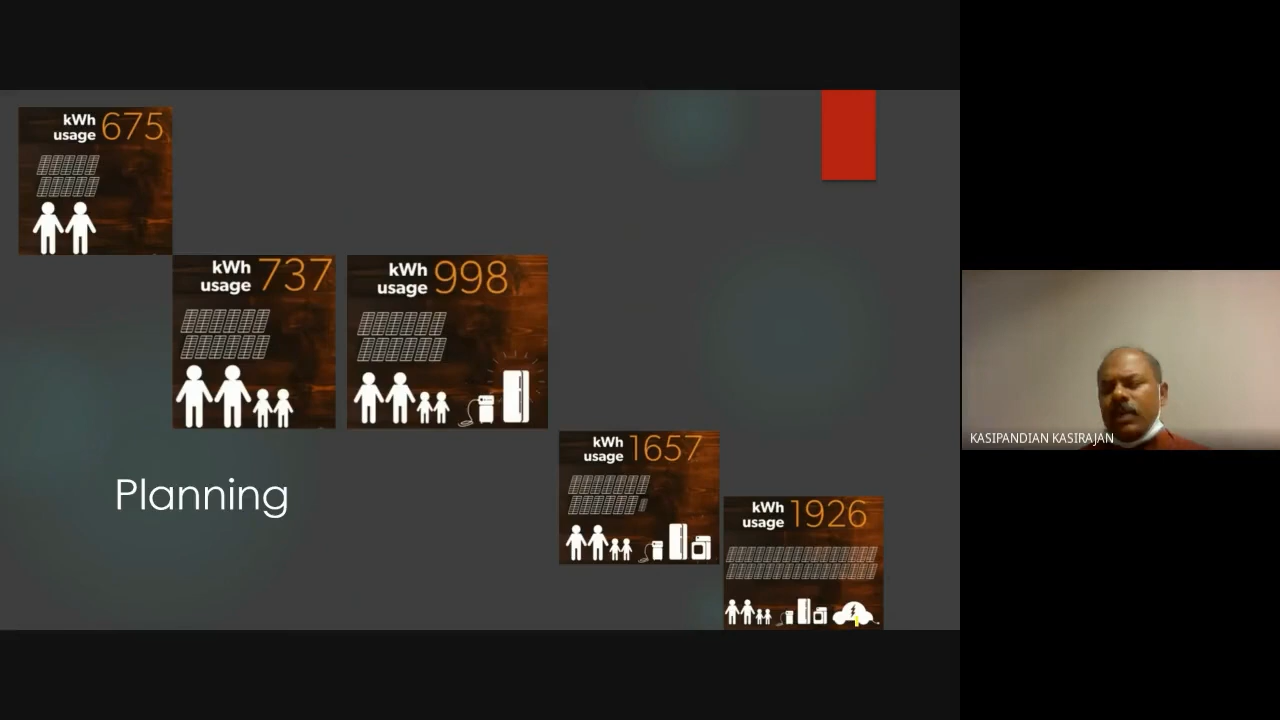 kWh
usage 675
kWh
usage 737
kWh
usage 998
kWh
usage 1657
kWh
usage 1926
Planning
KASIPANDIAN KASIRAJAN